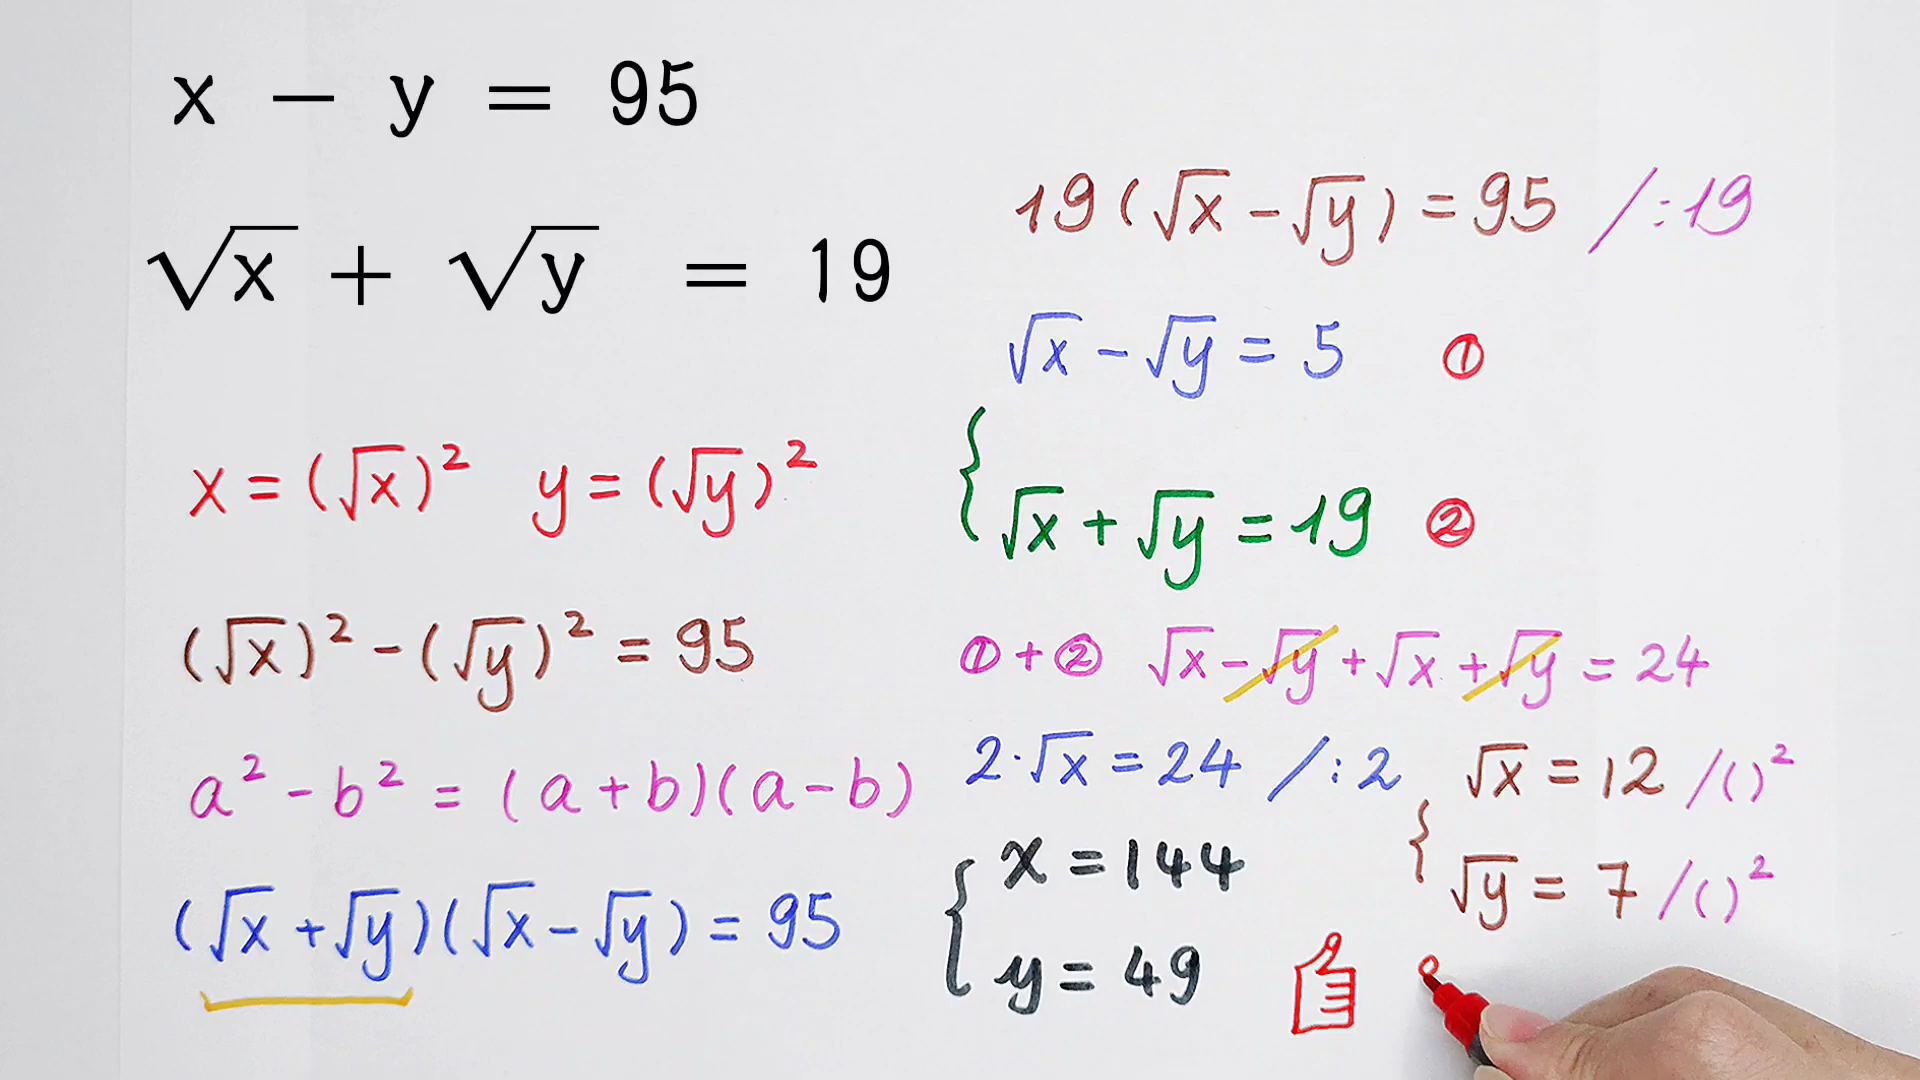 x - y = 95
√x + √y = 19
x = (√x)² y = (√y)²
(√x)² - (√y)² = 95
a² - b² = (a + b)(a - b)
(√x + √y)(√x - √y) = 95
19(√x - √y) = 95 /:19
√x - √y = 5 ①
√x + √y = 19 ②
① + ② √x - √y + √x + √y = 24
2·√x = 24 /:2
√x = 12 /()²
√y = 7 /()²
x = 144
y = 49